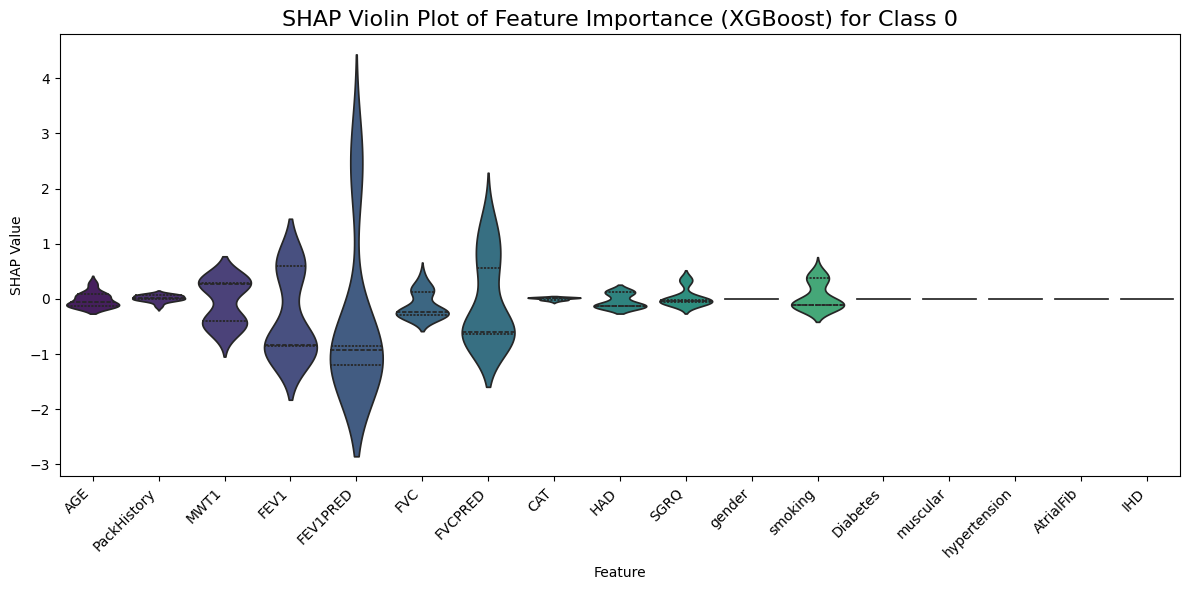 SHAP Violin Plot of Feature Importance (XGBoost) for Class 0
SHAP Value
4
3
2
1
0
−1
−2
−3
AGE
PackHistory
MWT1
FEV1
FEV1PRED
FVC
FVCPRED
CAT
HAD
SGRQ
gender
smoking
Diabetes
muscular
hypertension
AtrialFib
IHD
Feature